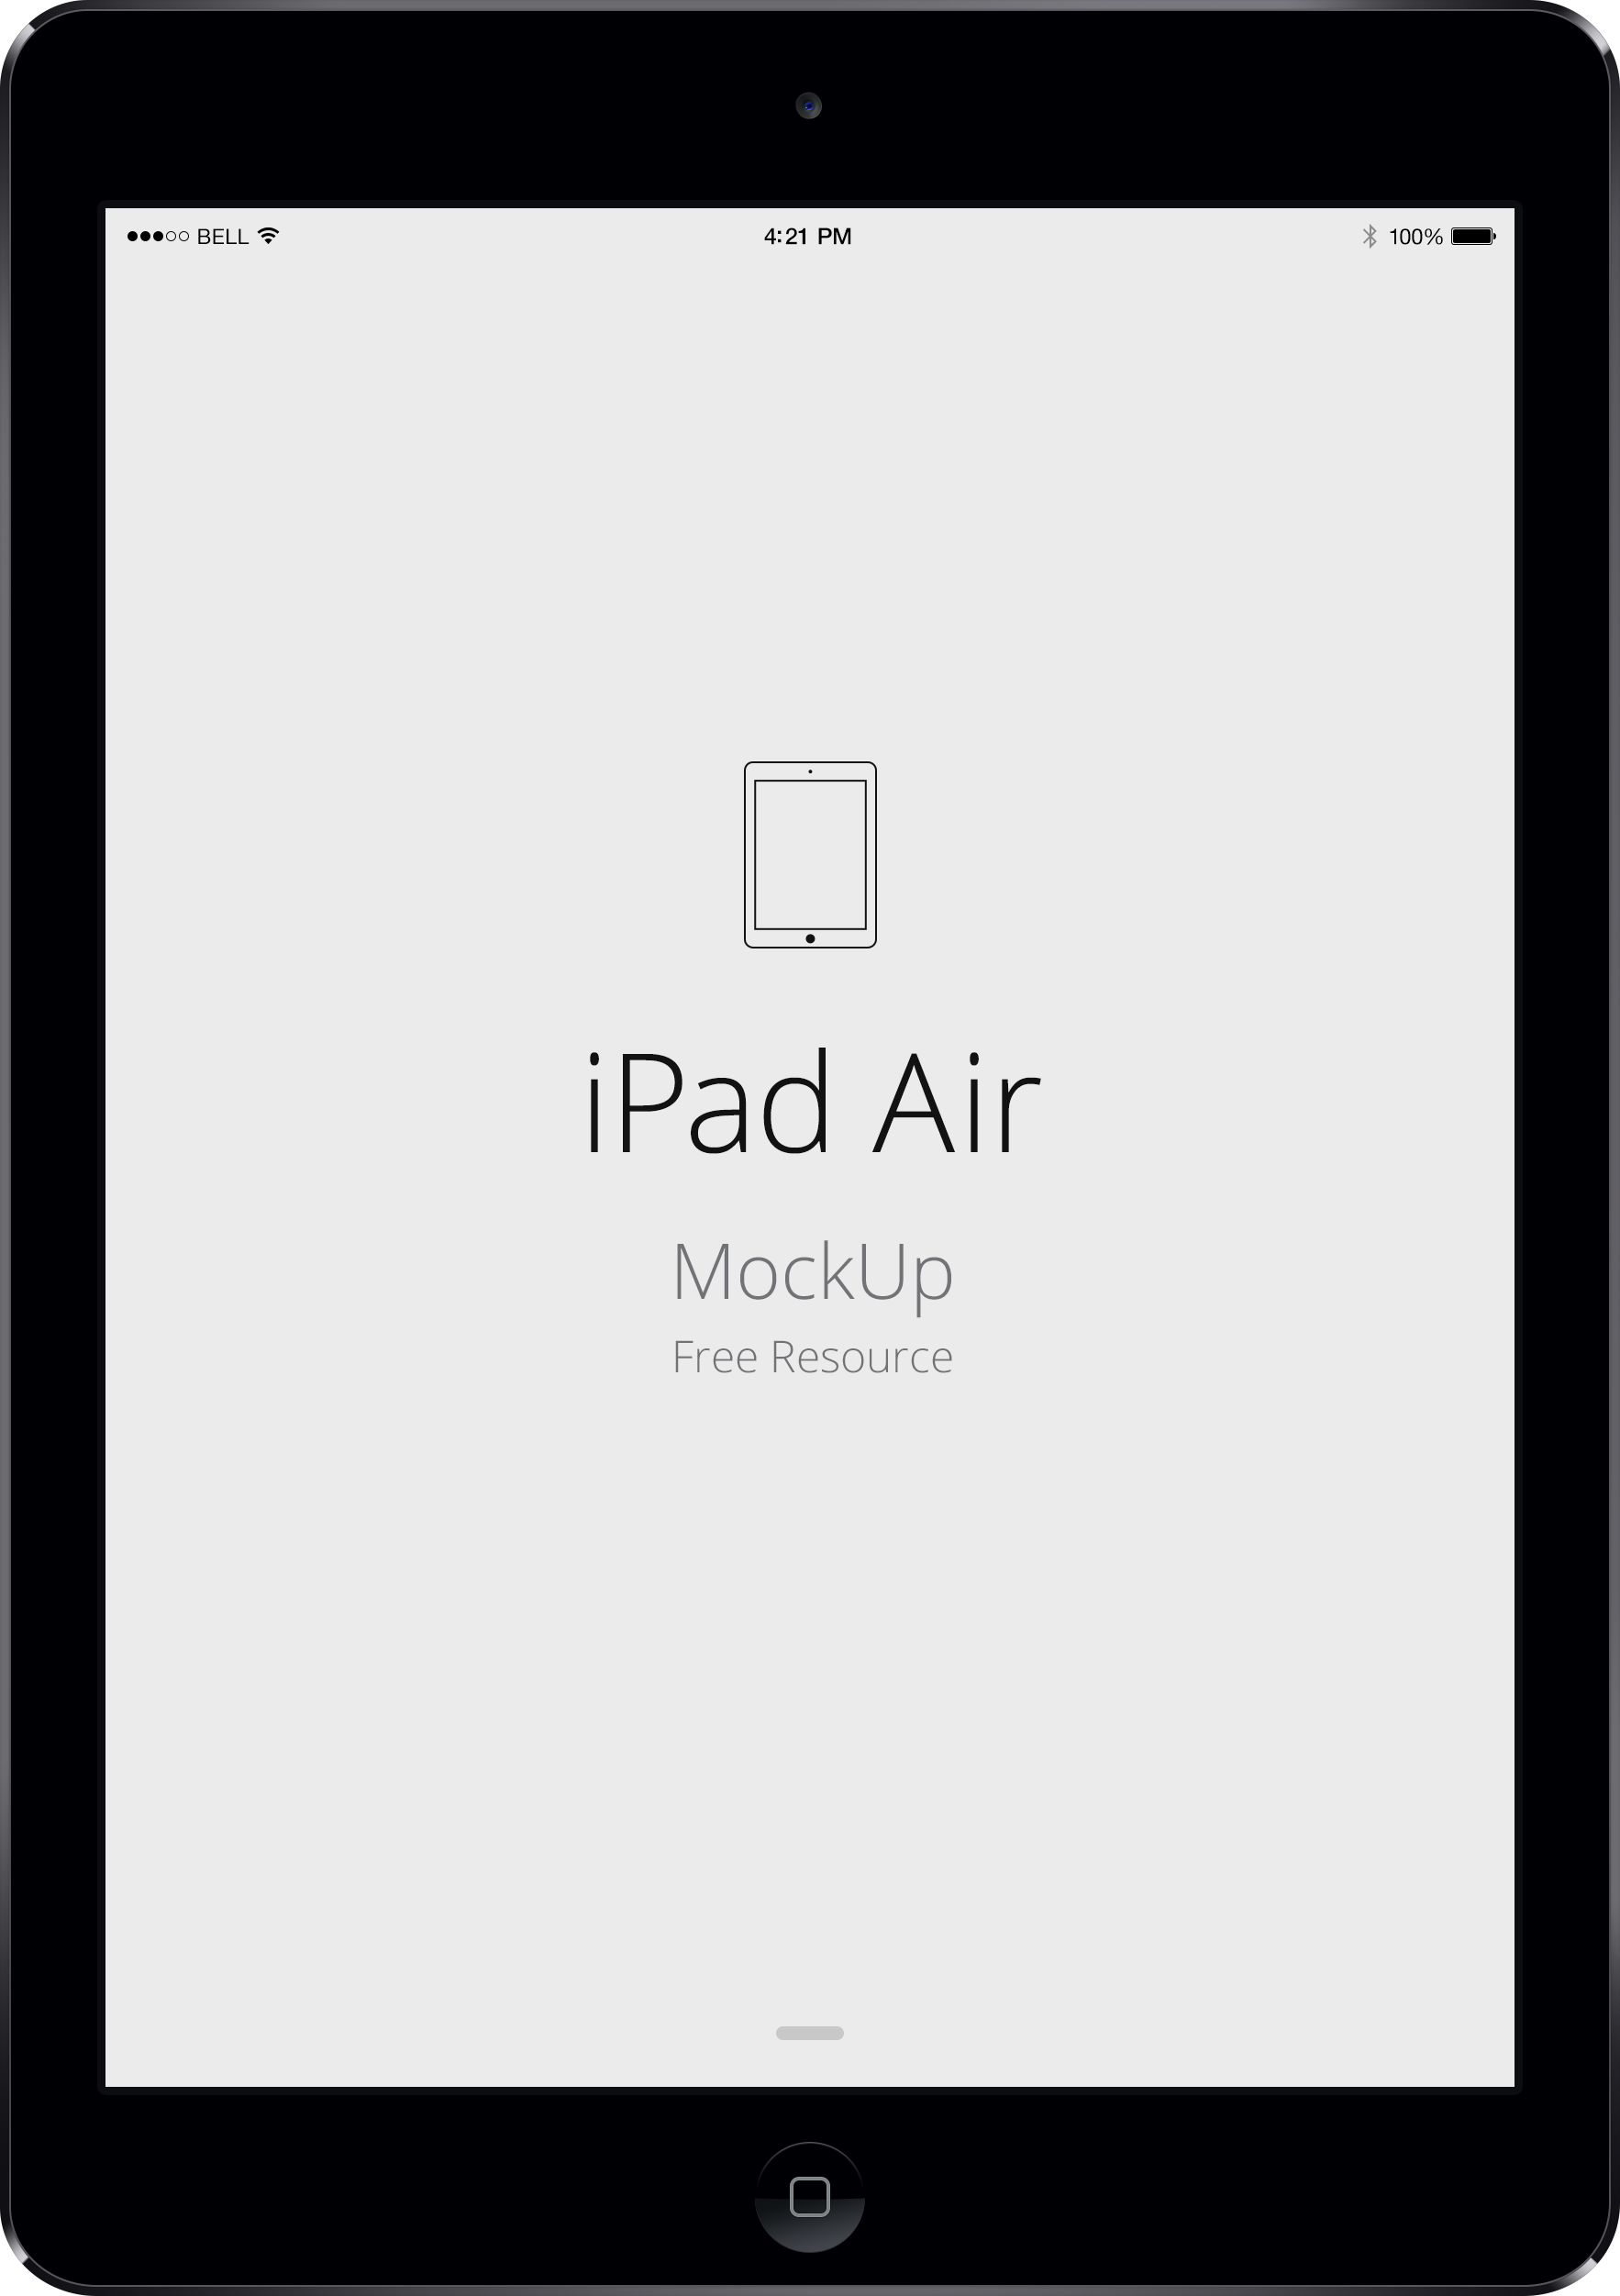 BELL 4:21 PM 100%
iPad Air
MockUp
Free Resource